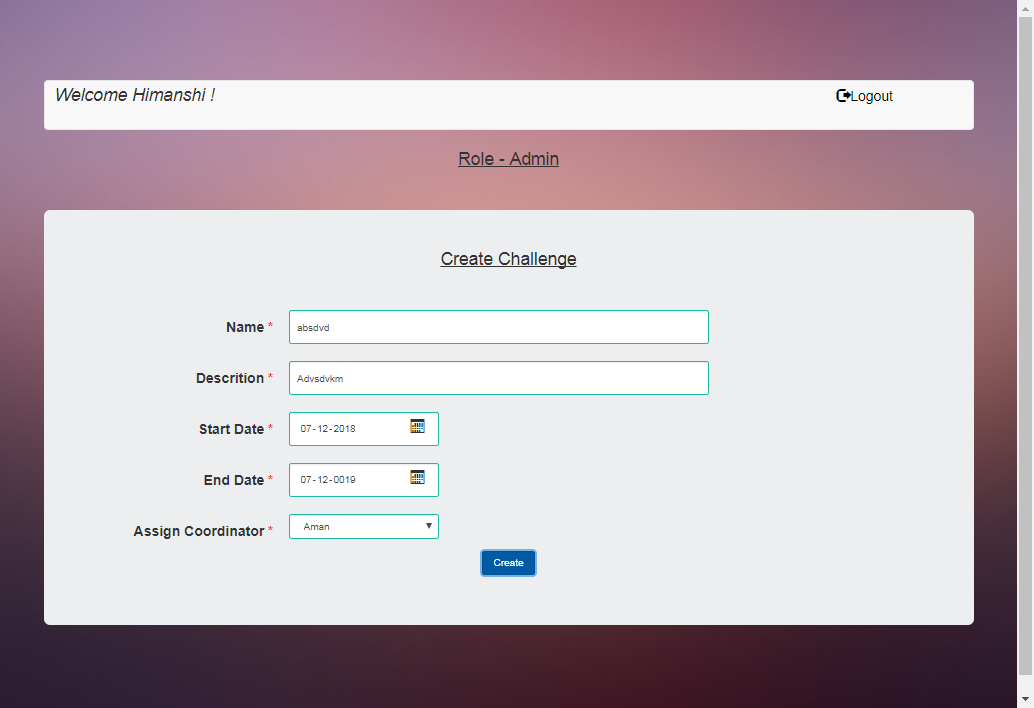 Welcome Himanshi !
Logout
Role - Admin
Create Challenge
Name *
absdvd
Descrition *
Advsdvkm
Start Date *
07-12-2018
End Date *
07-12-0019
Assign Coordinator *
Aman
Create